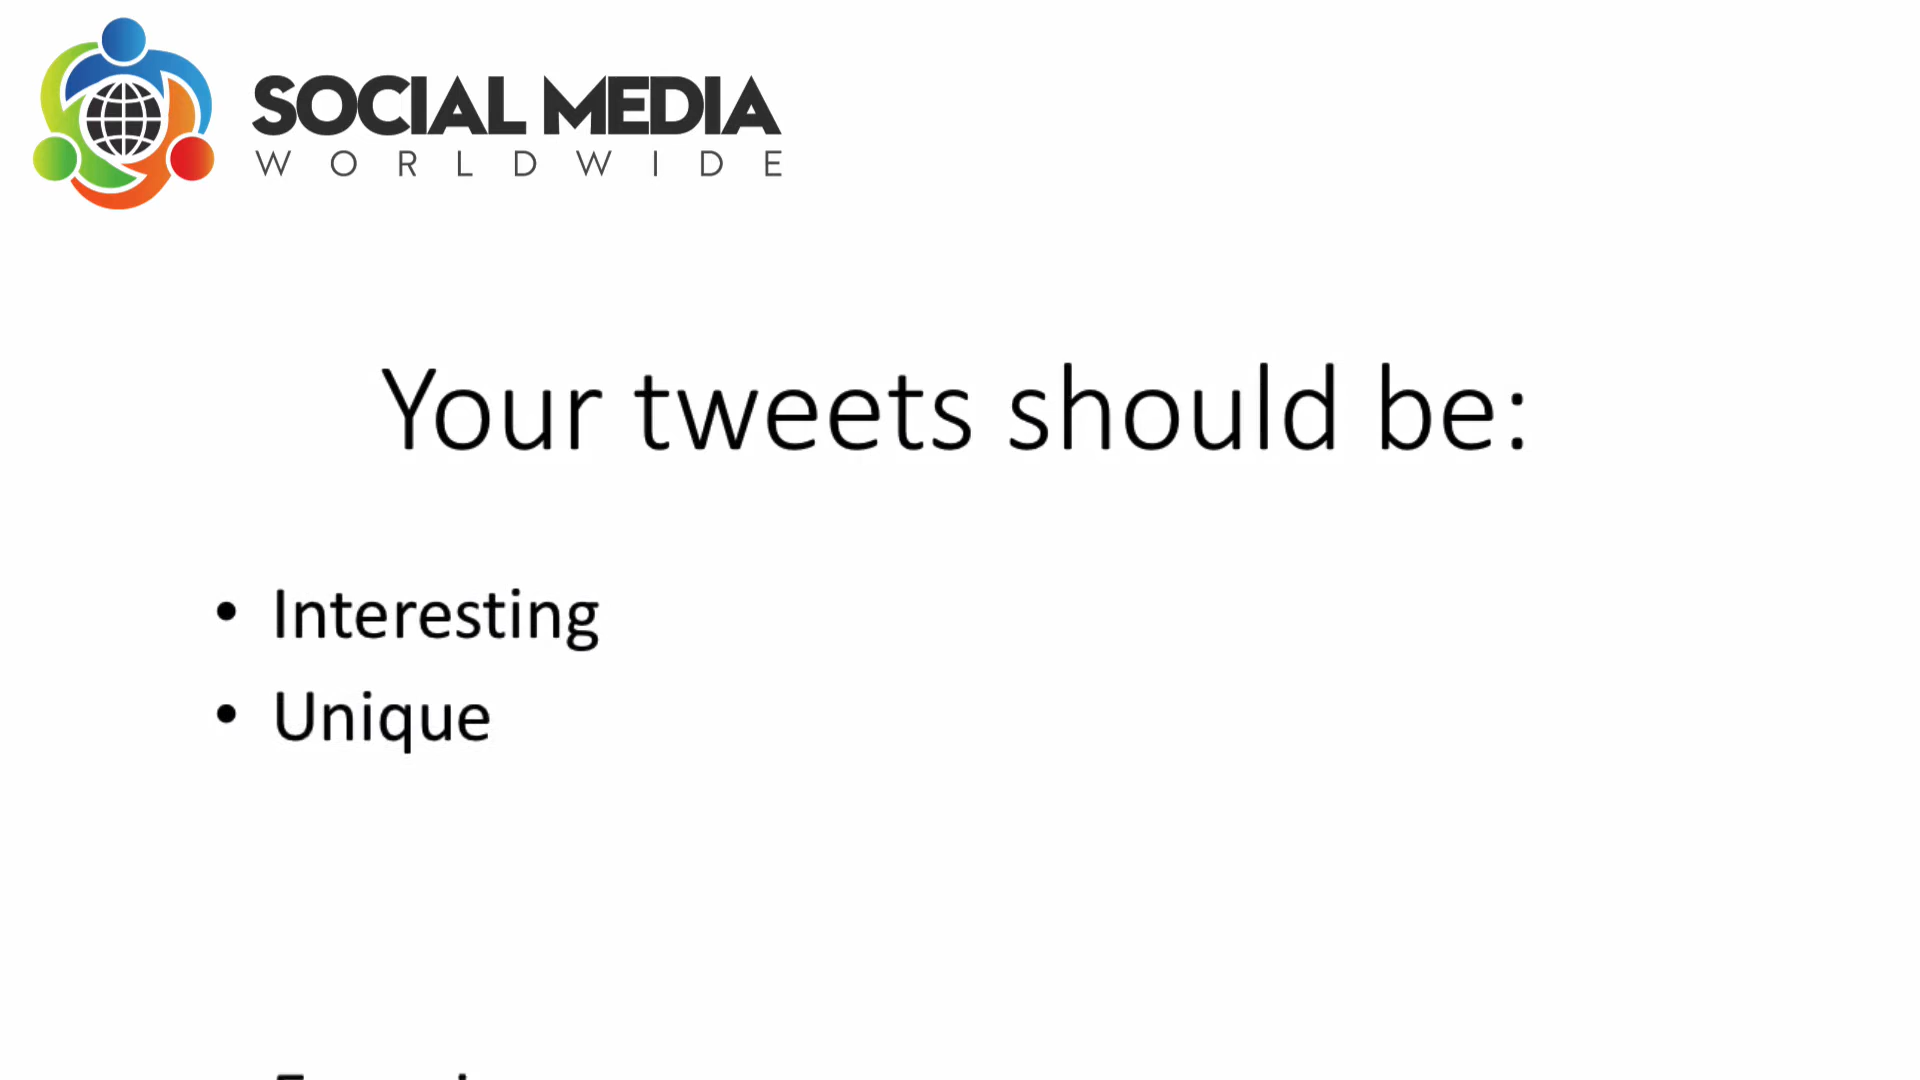 SOCIAL MEDIA
WORLDWIDE
Your tweets should be:
• Interesting
• Unique